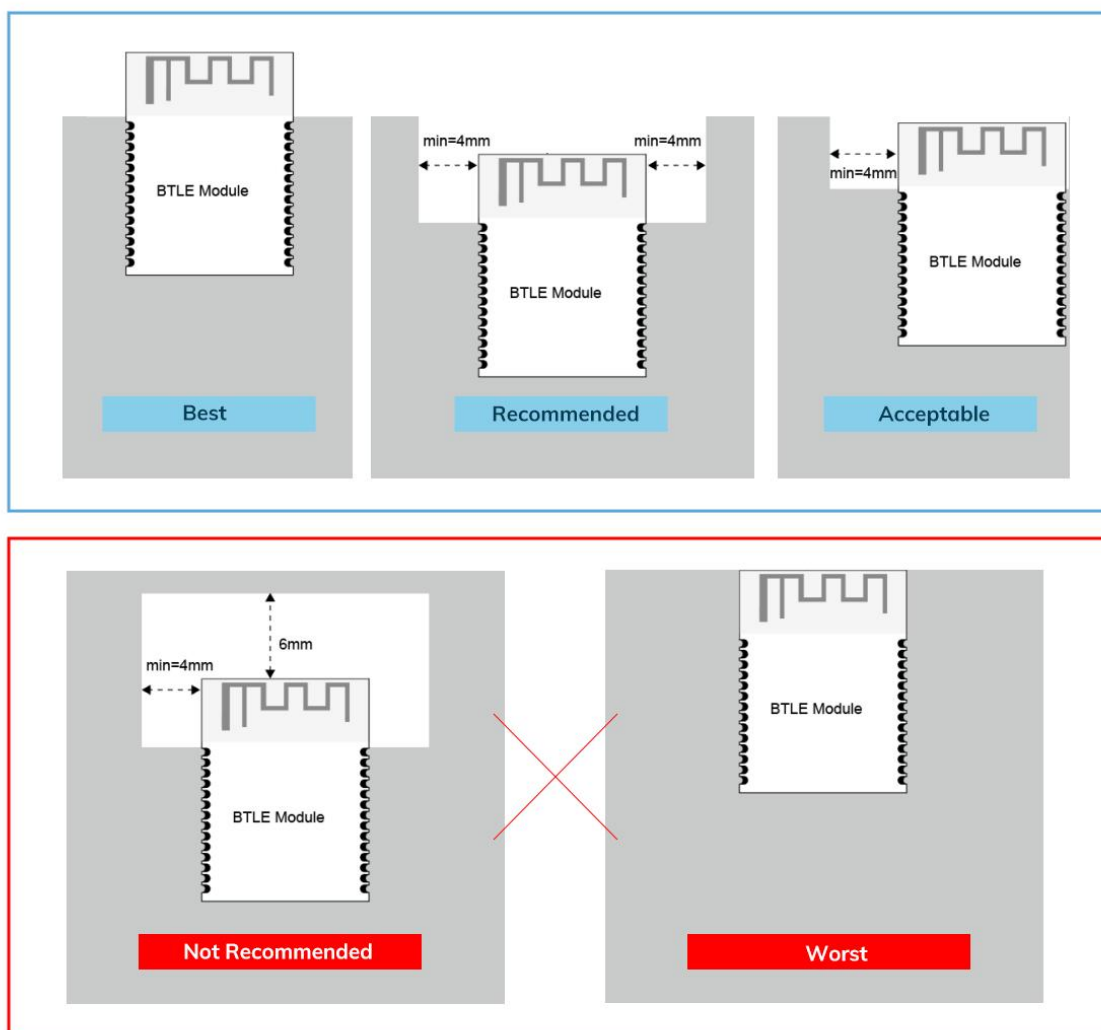 min=4mm
min=4mm
min=4mm
BTLE Module
BTLE Module
BTLE Module
Best
Recommended
Acceptable
6mm
min=4mm
BTLE Module
BTLE Module
Not Recommended
Worst